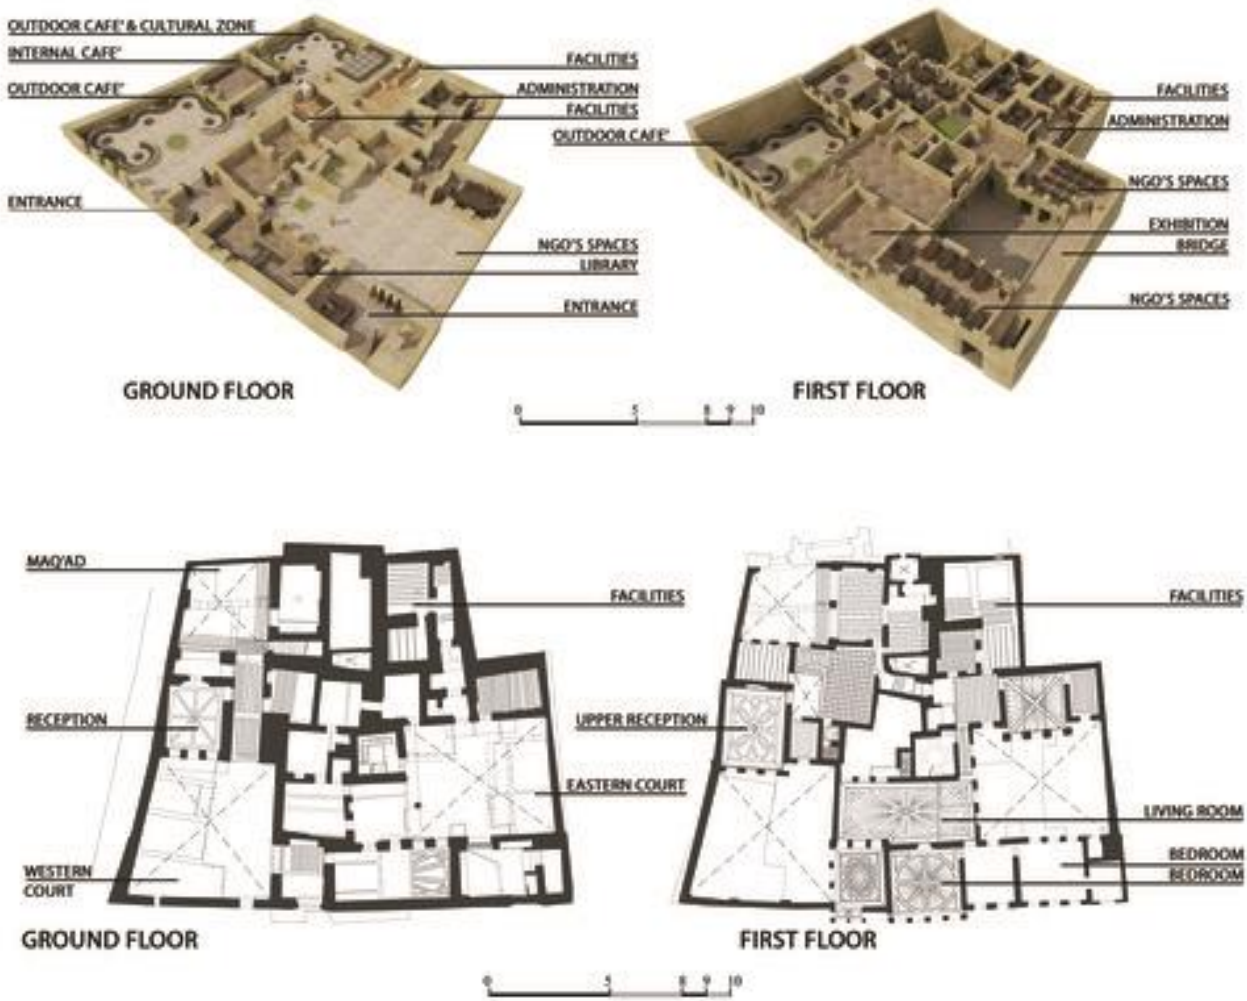 OUTDOOR CAFE' & CULTURAL ZONE
INTERNAL CAFE'
OUTDOOR CAFE'
ENTRANCE
FACILITIES
ADMINISTRATION
FACILITIES
NGO'S SPACES
LIBRARY
ENTRANCE
GROUND FLOOR
OUTDOOR CAFE'
FACILITIES
ADMINISTRATION
NGO'S SPACES
EXHIBITION
BRIDGE
NGO'S SPACES
FIRST FLOOR
0 5 8 9 10
MAQ'AD
RECEPTION
WESTERN
COURT
FACILITIES
EASTERN COURT
GROUND FLOOR
UPPER RECEPTION
FACILITIES
LIVING ROOM
BEDROOM
BEDROOM
FIRST FLOOR
0 5 8 9 10